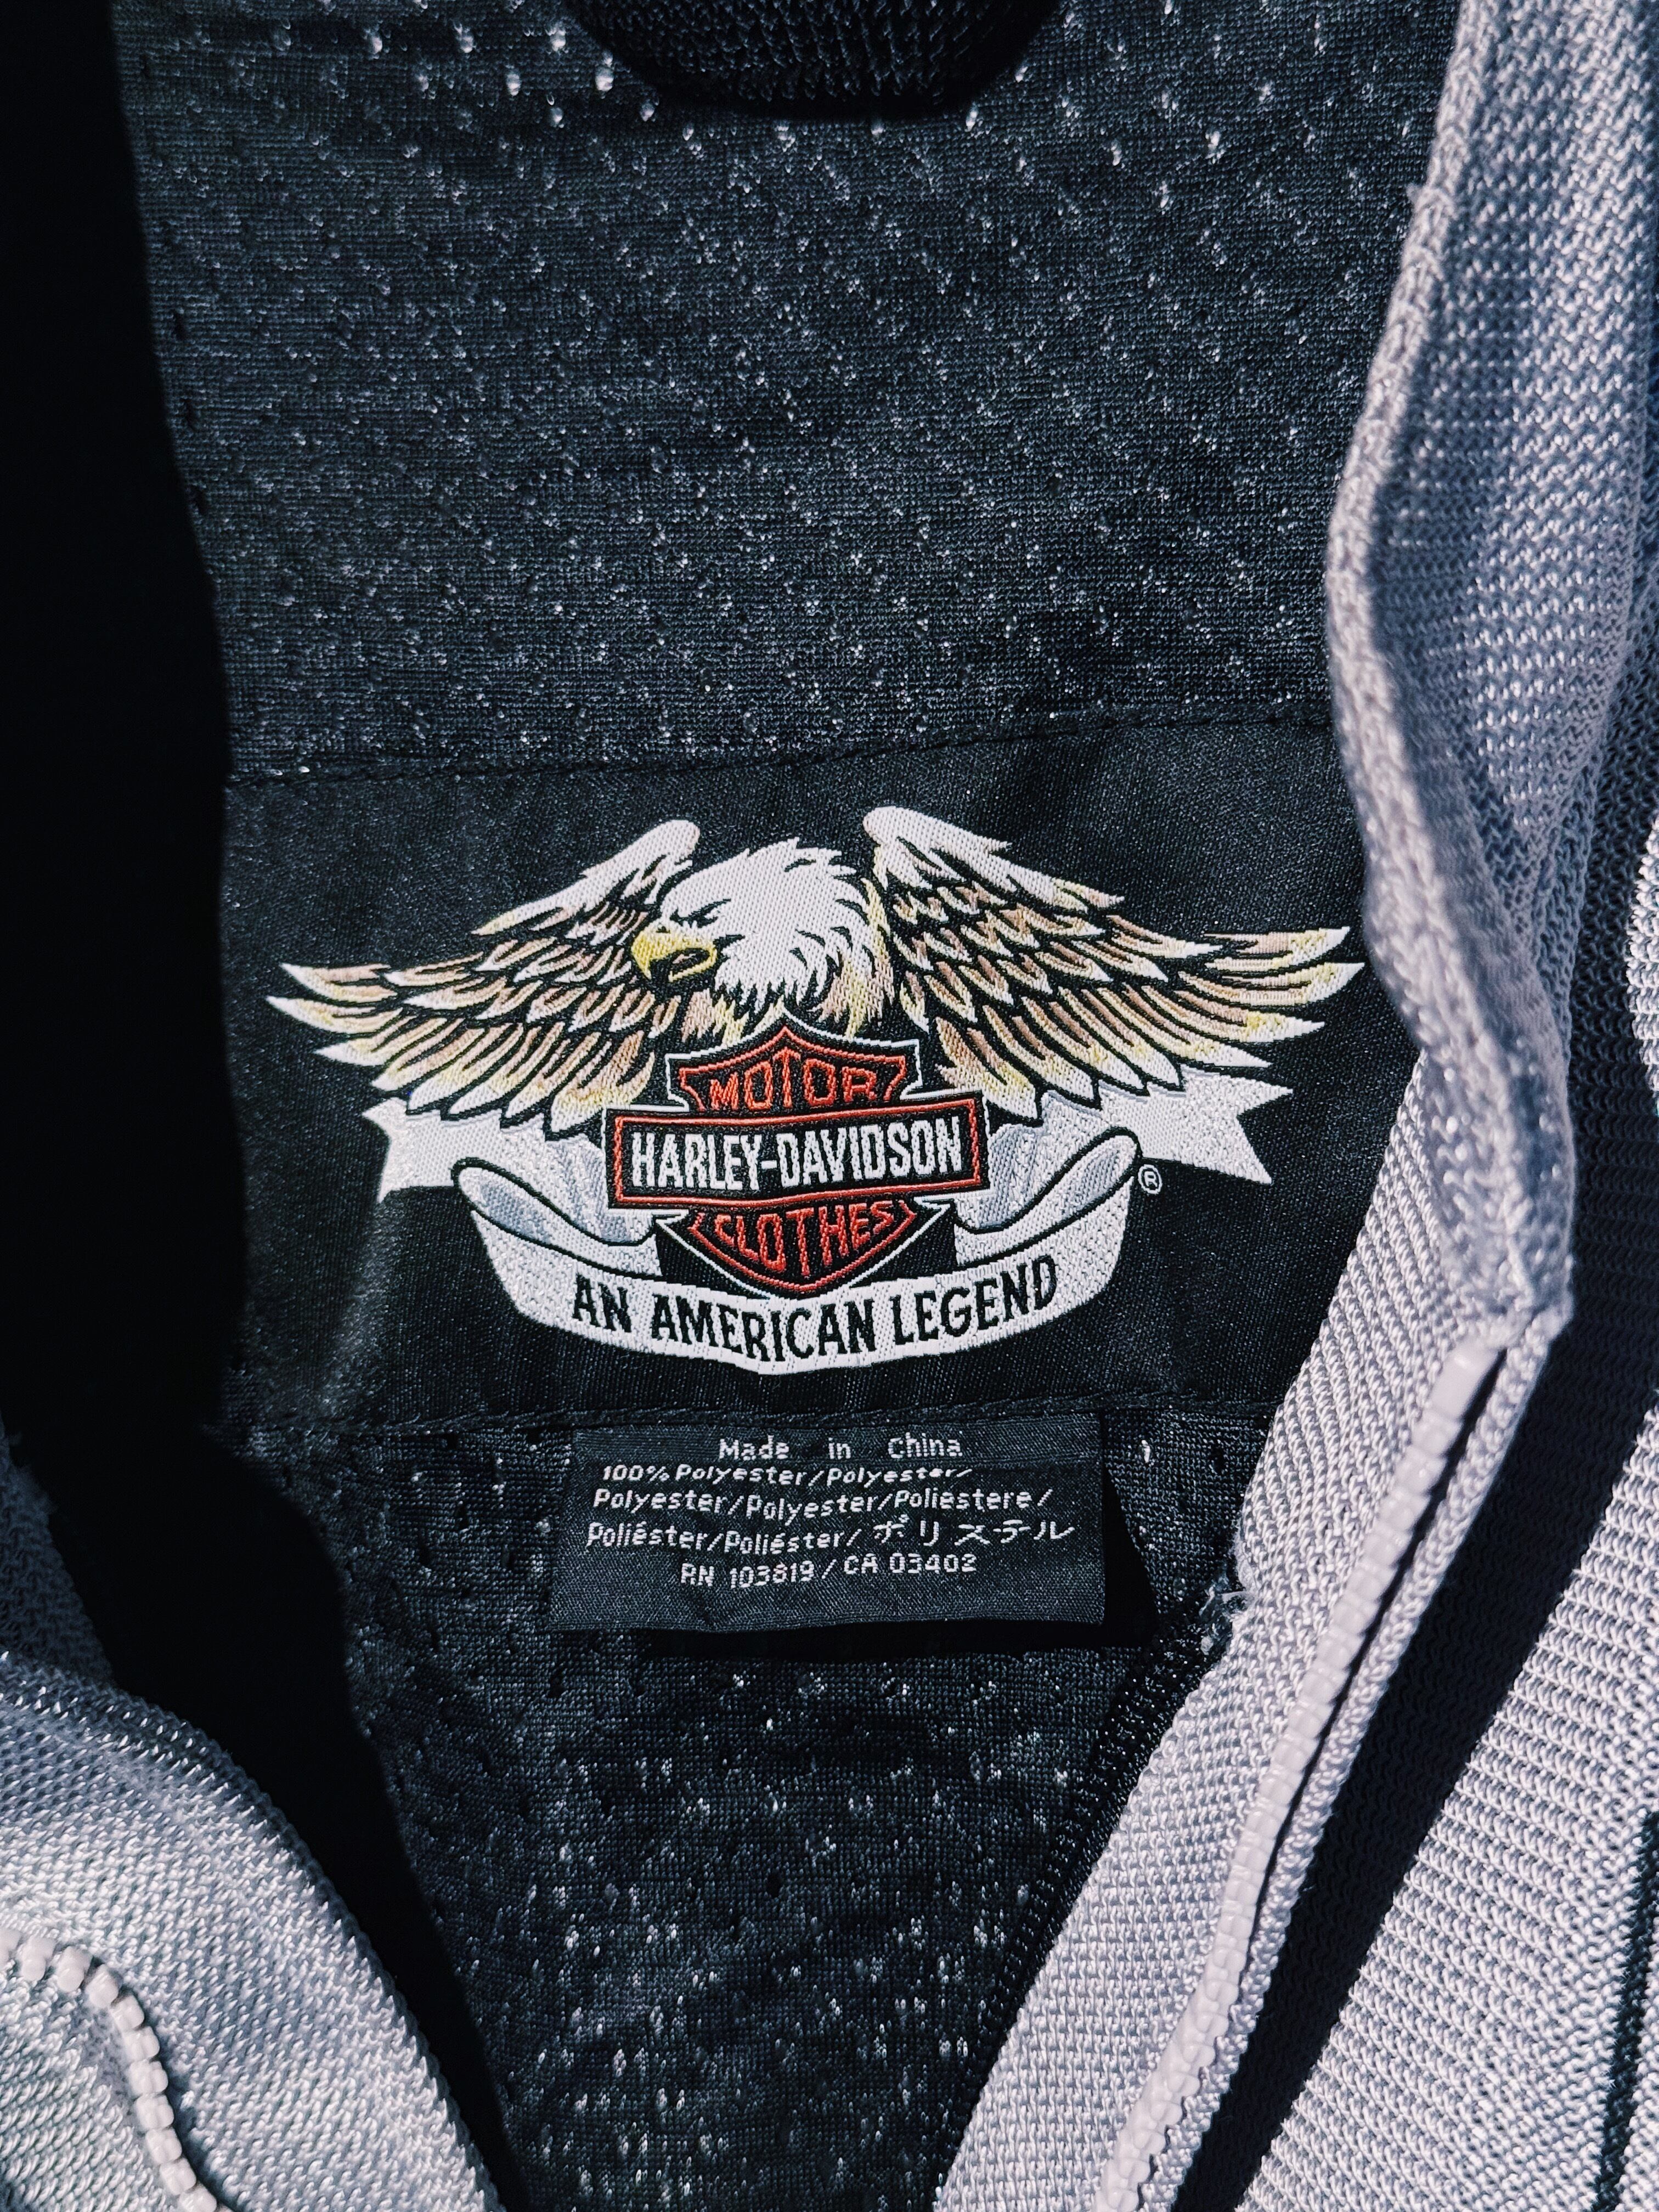 MOTOR
HARLEY-DAVIDSON
CLOTHES
®
AN AMERICAN LEGEND
Made in China
100% Polyester/Polyester/
Polyester/Polyester/Poliestere/
Poliéster/Poliéster/ポリステル
RN 103819/CA 03402